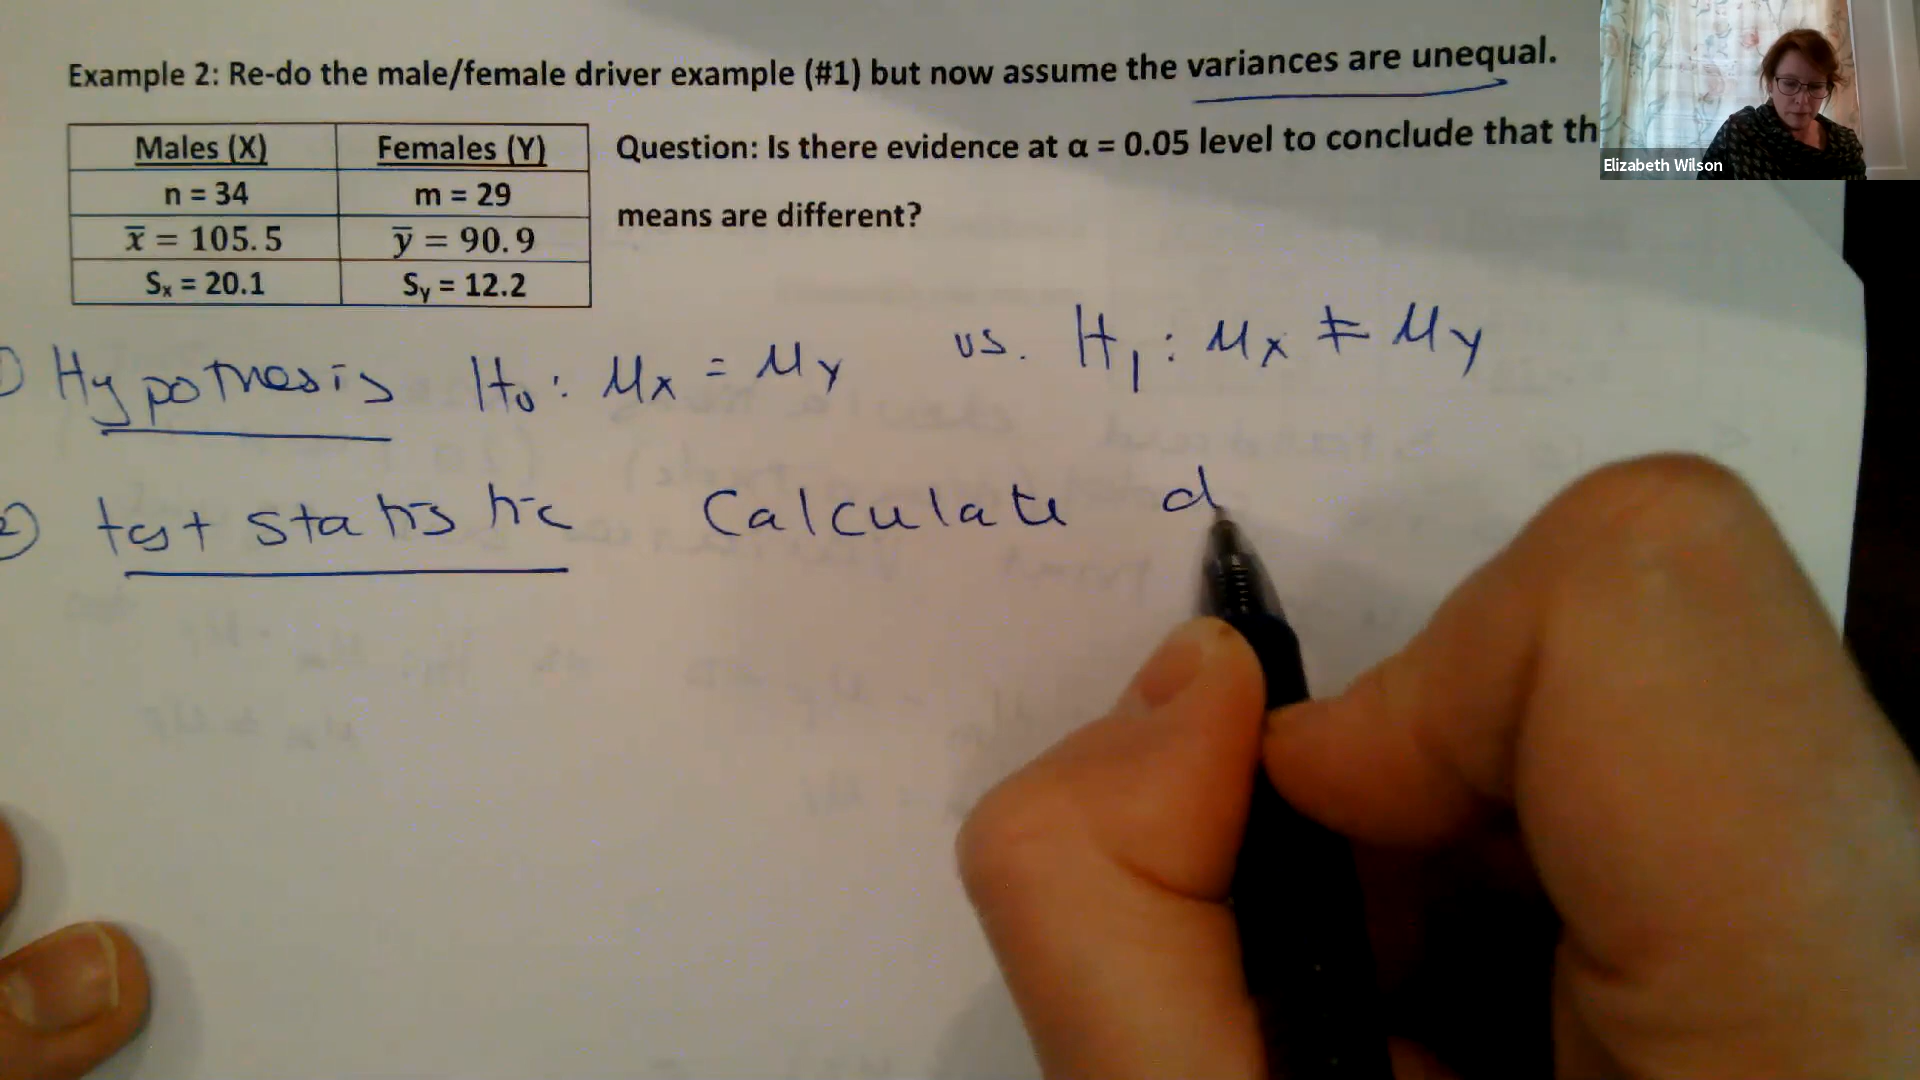 Example 2: Re-do the male/female driver example (#1) but now assume the variances are unequal.
Males (X) Females (Y)
n = 34 m = 29
x̅ = 105.5 y̅ = 90.9
Sx = 20.1 Sy = 12.2
Question: Is there evidence at α = 0.05 level to conclude that th
means are different?
Elizabeth Wilson
1) Hypothesis H₀: μx = μy vs. H₁: μx ≠ μy
2) test statistic Calculate d